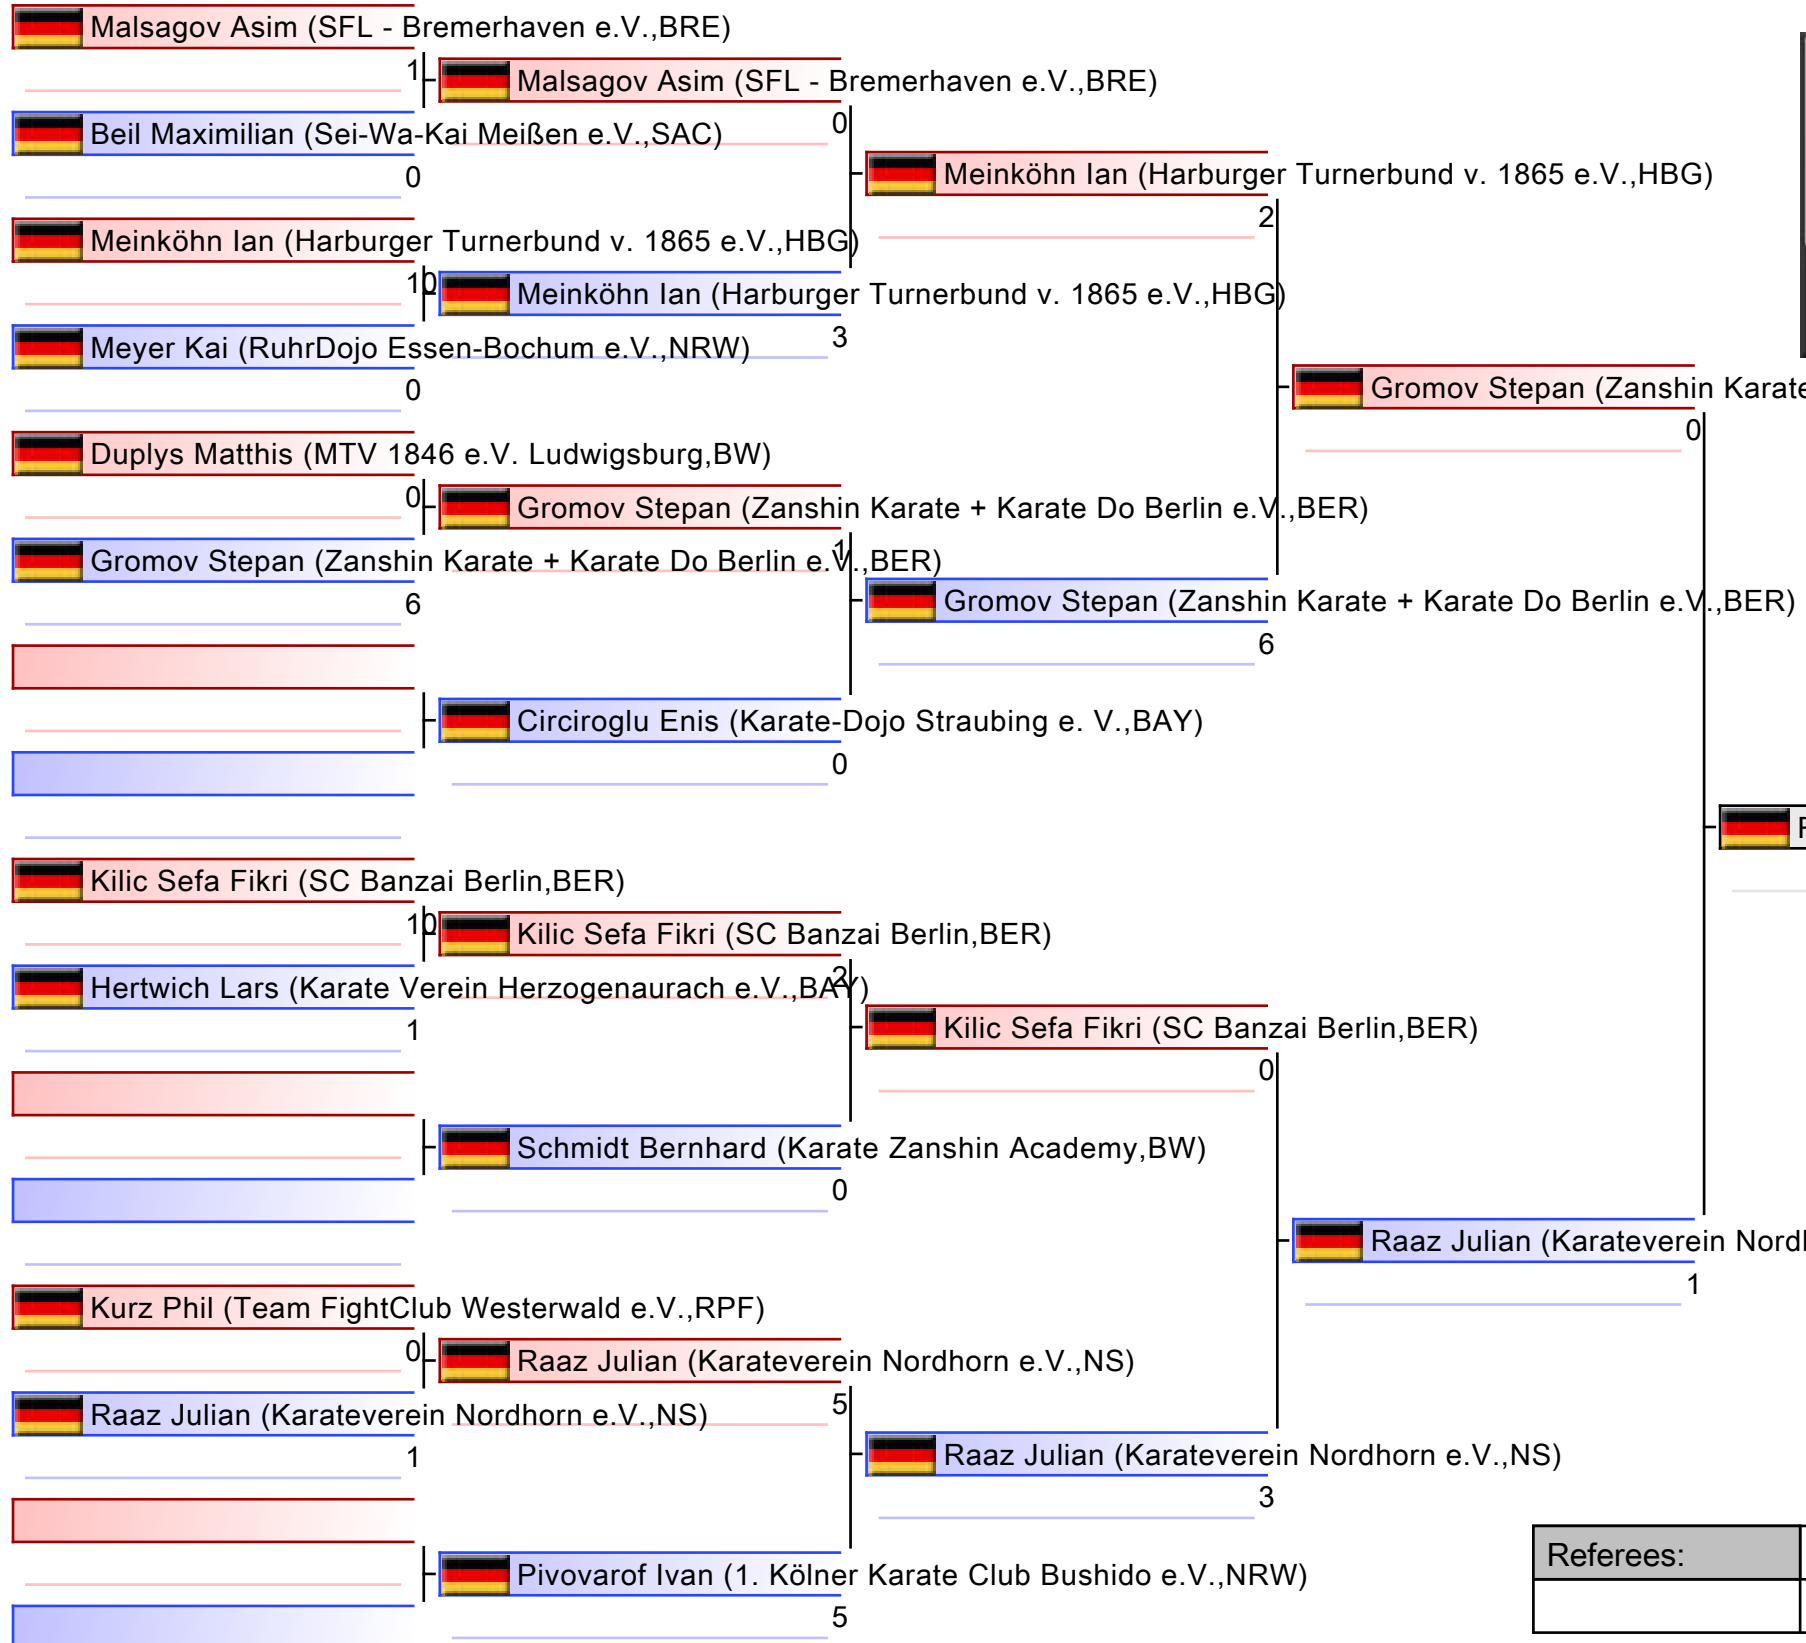 Malsagov Asim (SFL - Bremerhaven e.V.,BRE)
1
Malsagov Asim (SFL - Bremerhaven e.V.,BRE)
0
Beil Maximilian (Sei-Wa-Kai Meißen e.V.,SAC)
0
Meinköhn Ian (Harburger Turnerbund v. 1865 e.V.,HBG)
2
Meinköhn Ian (Harburger Turnerbund v. 1865 e.V.,HBG)
10
Meinköhn Ian (Harburger Turnerbund v. 1865 e.V.,HBG)
3
Meyer Kai (RuhrDojo Essen-Bochum e.V.,NRW)
0
Gromov Stepan (Zanshin Karate
0
Duplys Matthis (MTV 1846 e.V. Ludwigsburg,BW)
0
Gromov Stepan (Zanshin Karate + Karate Do Berlin e.V.,BER)
1
Gromov Stepan (Zanshin Karate + Karate Do Berlin e.V.,BER)
6
Gromov Stepan (Zanshin Karate + Karate Do Berlin e.V.,BER)
6
Circiroglu Enis (Karate-Dojo Straubing e. V.,BAY)
0
Kilic Sefa Fikri (SC Banzai Berlin,BER)
10
Kilic Sefa Fikri (SC Banzai Berlin,BER)
2
Hertwich Lars (Karate Verein Herzogenaurach e.V.,BAY)
1
Kilic Sefa Fikri (SC Banzai Berlin,BER)
0
Schmidt Bernhard (Karate Zanshin Academy,BW)
0
Raaz Julian (Karateverein Nord
1
Kurz Phil (Team FightClub Westerwald e.V.,RPF)
0
Raaz Julian (Karateverein Nordhorn e.V.,NS)
5
Raaz Julian (Karateverein Nordhorn e.V.,NS)
1
Raaz Julian (Karateverein Nordhorn e.V.,NS)
3
Pivovarof Ivan (1. Kölner Karate Club Bushido e.V.,NRW)
5
Referees: